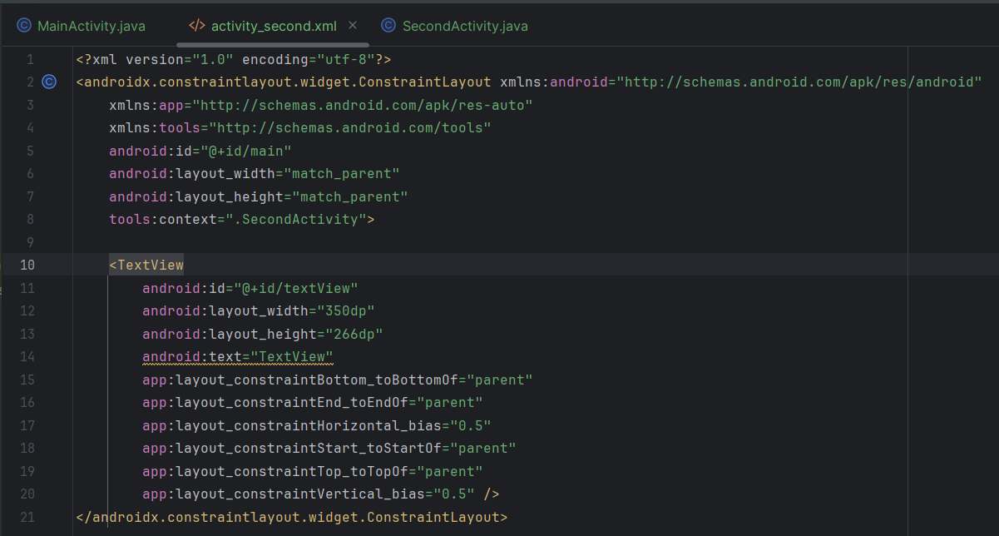 MainActivity.java
activity_second.xml
SecondActivity.java
1 <?xml version="1.0" encoding="utf-8"?>
2 <androidx.constraintlayout.widget.ConstraintLayout xmlns:android="http://schemas.android.com/apk/res/android"
3 xmlns:app="http://schemas.android.com/apk/res-auto"
4 xmlns:tools="http://schemas.android.com/tools"
5 android:id="@+id/main"
6 android:layout_width="match_parent"
7 android:layout_height="match_parent"
8 tools:context=".SecondActivity">
9
10 <TextView
11 android:id="@+id/textView"
12 android:layout_width="350dp"
13 android:layout_height="266dp"
14 android:text="TextView"
15 app:layout_constraintBottom_toBottomOf="parent"
16 app:layout_constraintEnd_toEndOf="parent"
17 app:layout_constraintHorizontal_bias="0.5"
18 app:layout_constraintStart_toStartOf="parent"
19 app:layout_constraintTop_toTopOf="parent"
20 app:layout_constraintVertical_bias="0.5" />
21 </androidx.constraintlayout.widget.ConstraintLayout>